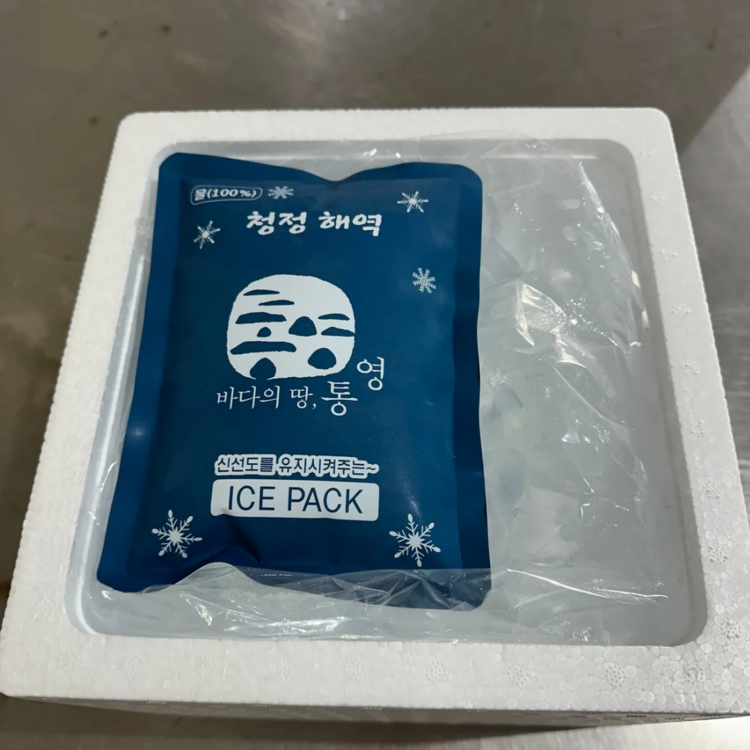 물(100%)
청정 해역
바다의 땅, 통영
신선도를 유지시켜주는~
ICE PACK